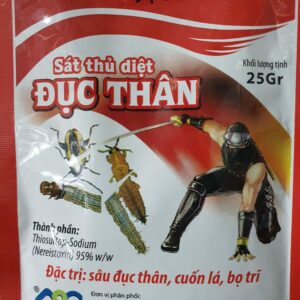 Sát thủ diệt
ĐỤC THÂN
Khối lượng tịnh
25Gr
Thành phần:
Thiosultap-Sodium
(Nereistoxin) 95% w/w
Đặc trị: sâu đục thân, cuốn lá, bọ trĩ
®
Đơn vị phân phối: